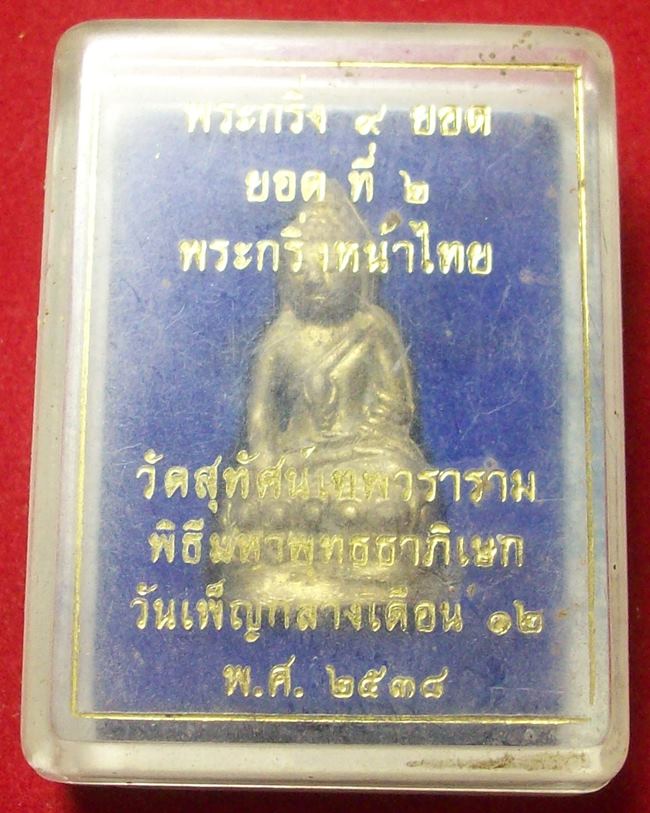 พระกริ่ง ๙ ยอด
ยอด ที่ ๒
พระกริ่งหน้าไทย
วัดสุทัศน์เทพวราราม
พิธีมหาพุทธธาภิเษก
วันเพ็ญกลางเดือน ๑๒
พ.ศ. ๒๕๓๘